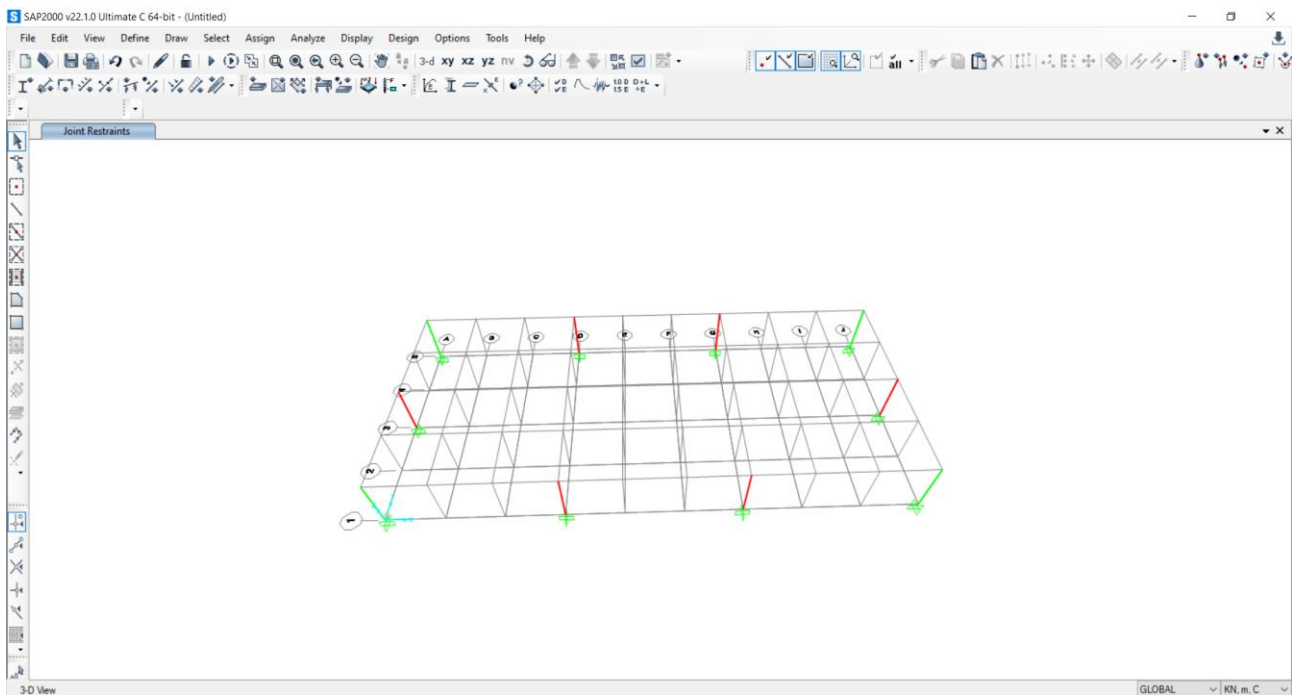 SAP2000 v22.1.0 Ultimate C 64-bit - (Untitled)
File Edit View Define Draw Select Assign Analyze Display Design Options Tools Help
3-d xy xz yz nv
all
Joint Restraints
A B C D E F G H I J
4
3
2
1
3-D View
GLOBAL
KN, m, C